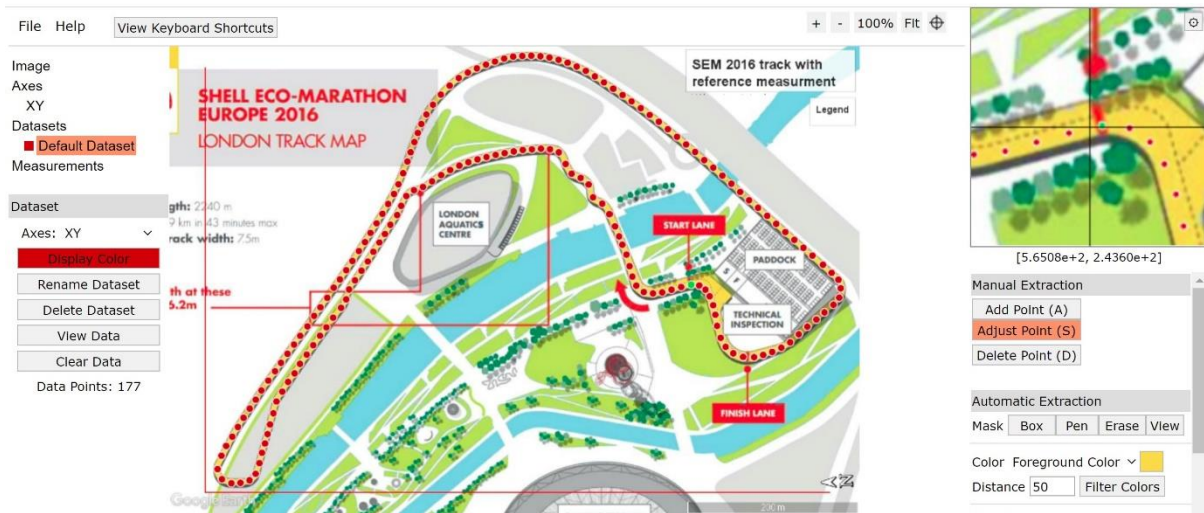 File Help View Keyboard Shortcuts
+ - 100% Fit
Image
Axes
XY
Datasets
Default Dataset
Measurements
Dataset
Axes: XY
Display Color
Rename Dataset
Delete Dataset
View Data
Clear Data
Data Points: 177
SHELL ECO-MARATHON
EUROPE 2016
LONDON TRACK MAP
gth: 2240 m
9 km in 43 minutes max
rack width: 7.5m
th at these
6.2m
SEM 2016 track with
reference measurment
Legend
LONDON
AQUATICS
CENTRE
START LANE
PADDOCK
TECHNICAL
INSPECTION
FINISH LANE
Google Earth
200 m
[5.6508e+2, 2.4360e+2]
Manual Extraction
Add Point (A)
Adjust Point (S)
Delete Point (D)
Automatic Extraction
Mask Box Pen Erase View
Color Foreground Color
Distance 50 Filter Colors